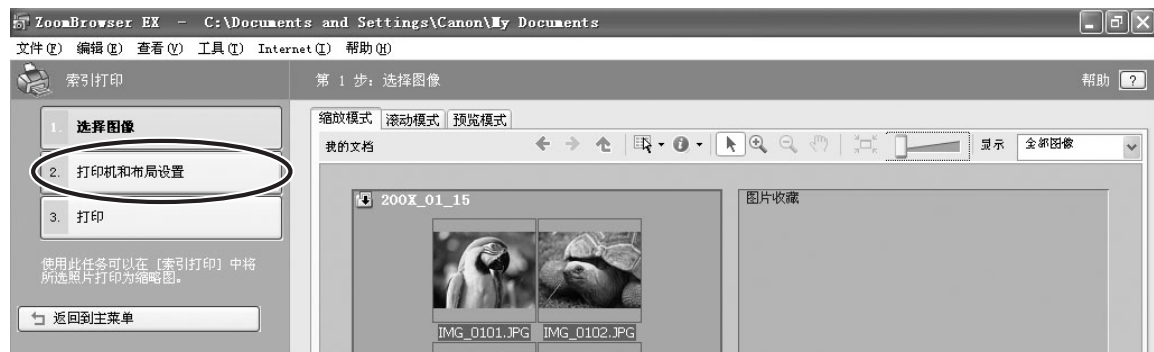 ZoomBrowser EX - C:\Documents and Settings\Canon\My Documents
文件(F) 编辑(E) 查看(V) 工具(T) Internet(I) 帮助(H)
索引打印
第 1 步: 选择图像
帮助 ?
1. 选择图像
2. 打印机和布局设置
3. 打印
使用此任务可以在 [索引打印] 中将
所选照片打印为缩略图。
返回到主菜单
缩放模式 滚动模式 预览模式
我的文档
显示 全部图像
200X_01_15
图片收藏
IMG_0101.JPG IMG_0102.JPG